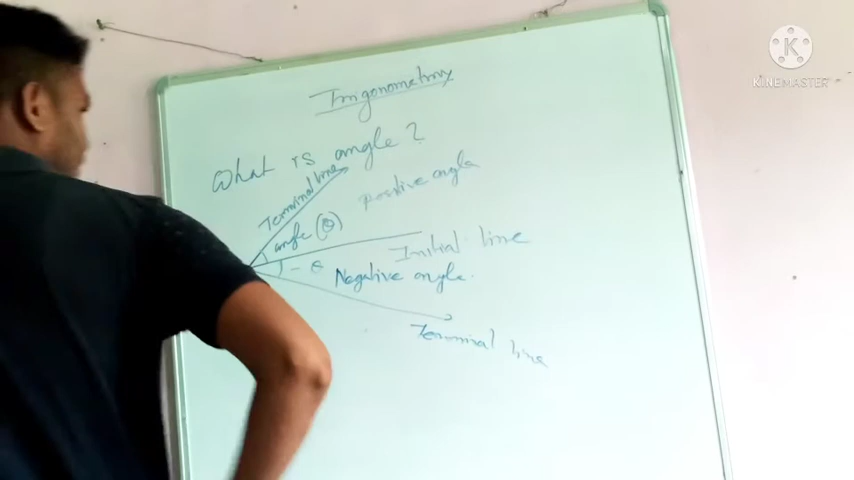 Trigonometry
What is angle ?
Terminal line
positive angle
angle (θ)
Initial line
- θ
Negative angle.
Terminal line
K
KINEMASTER